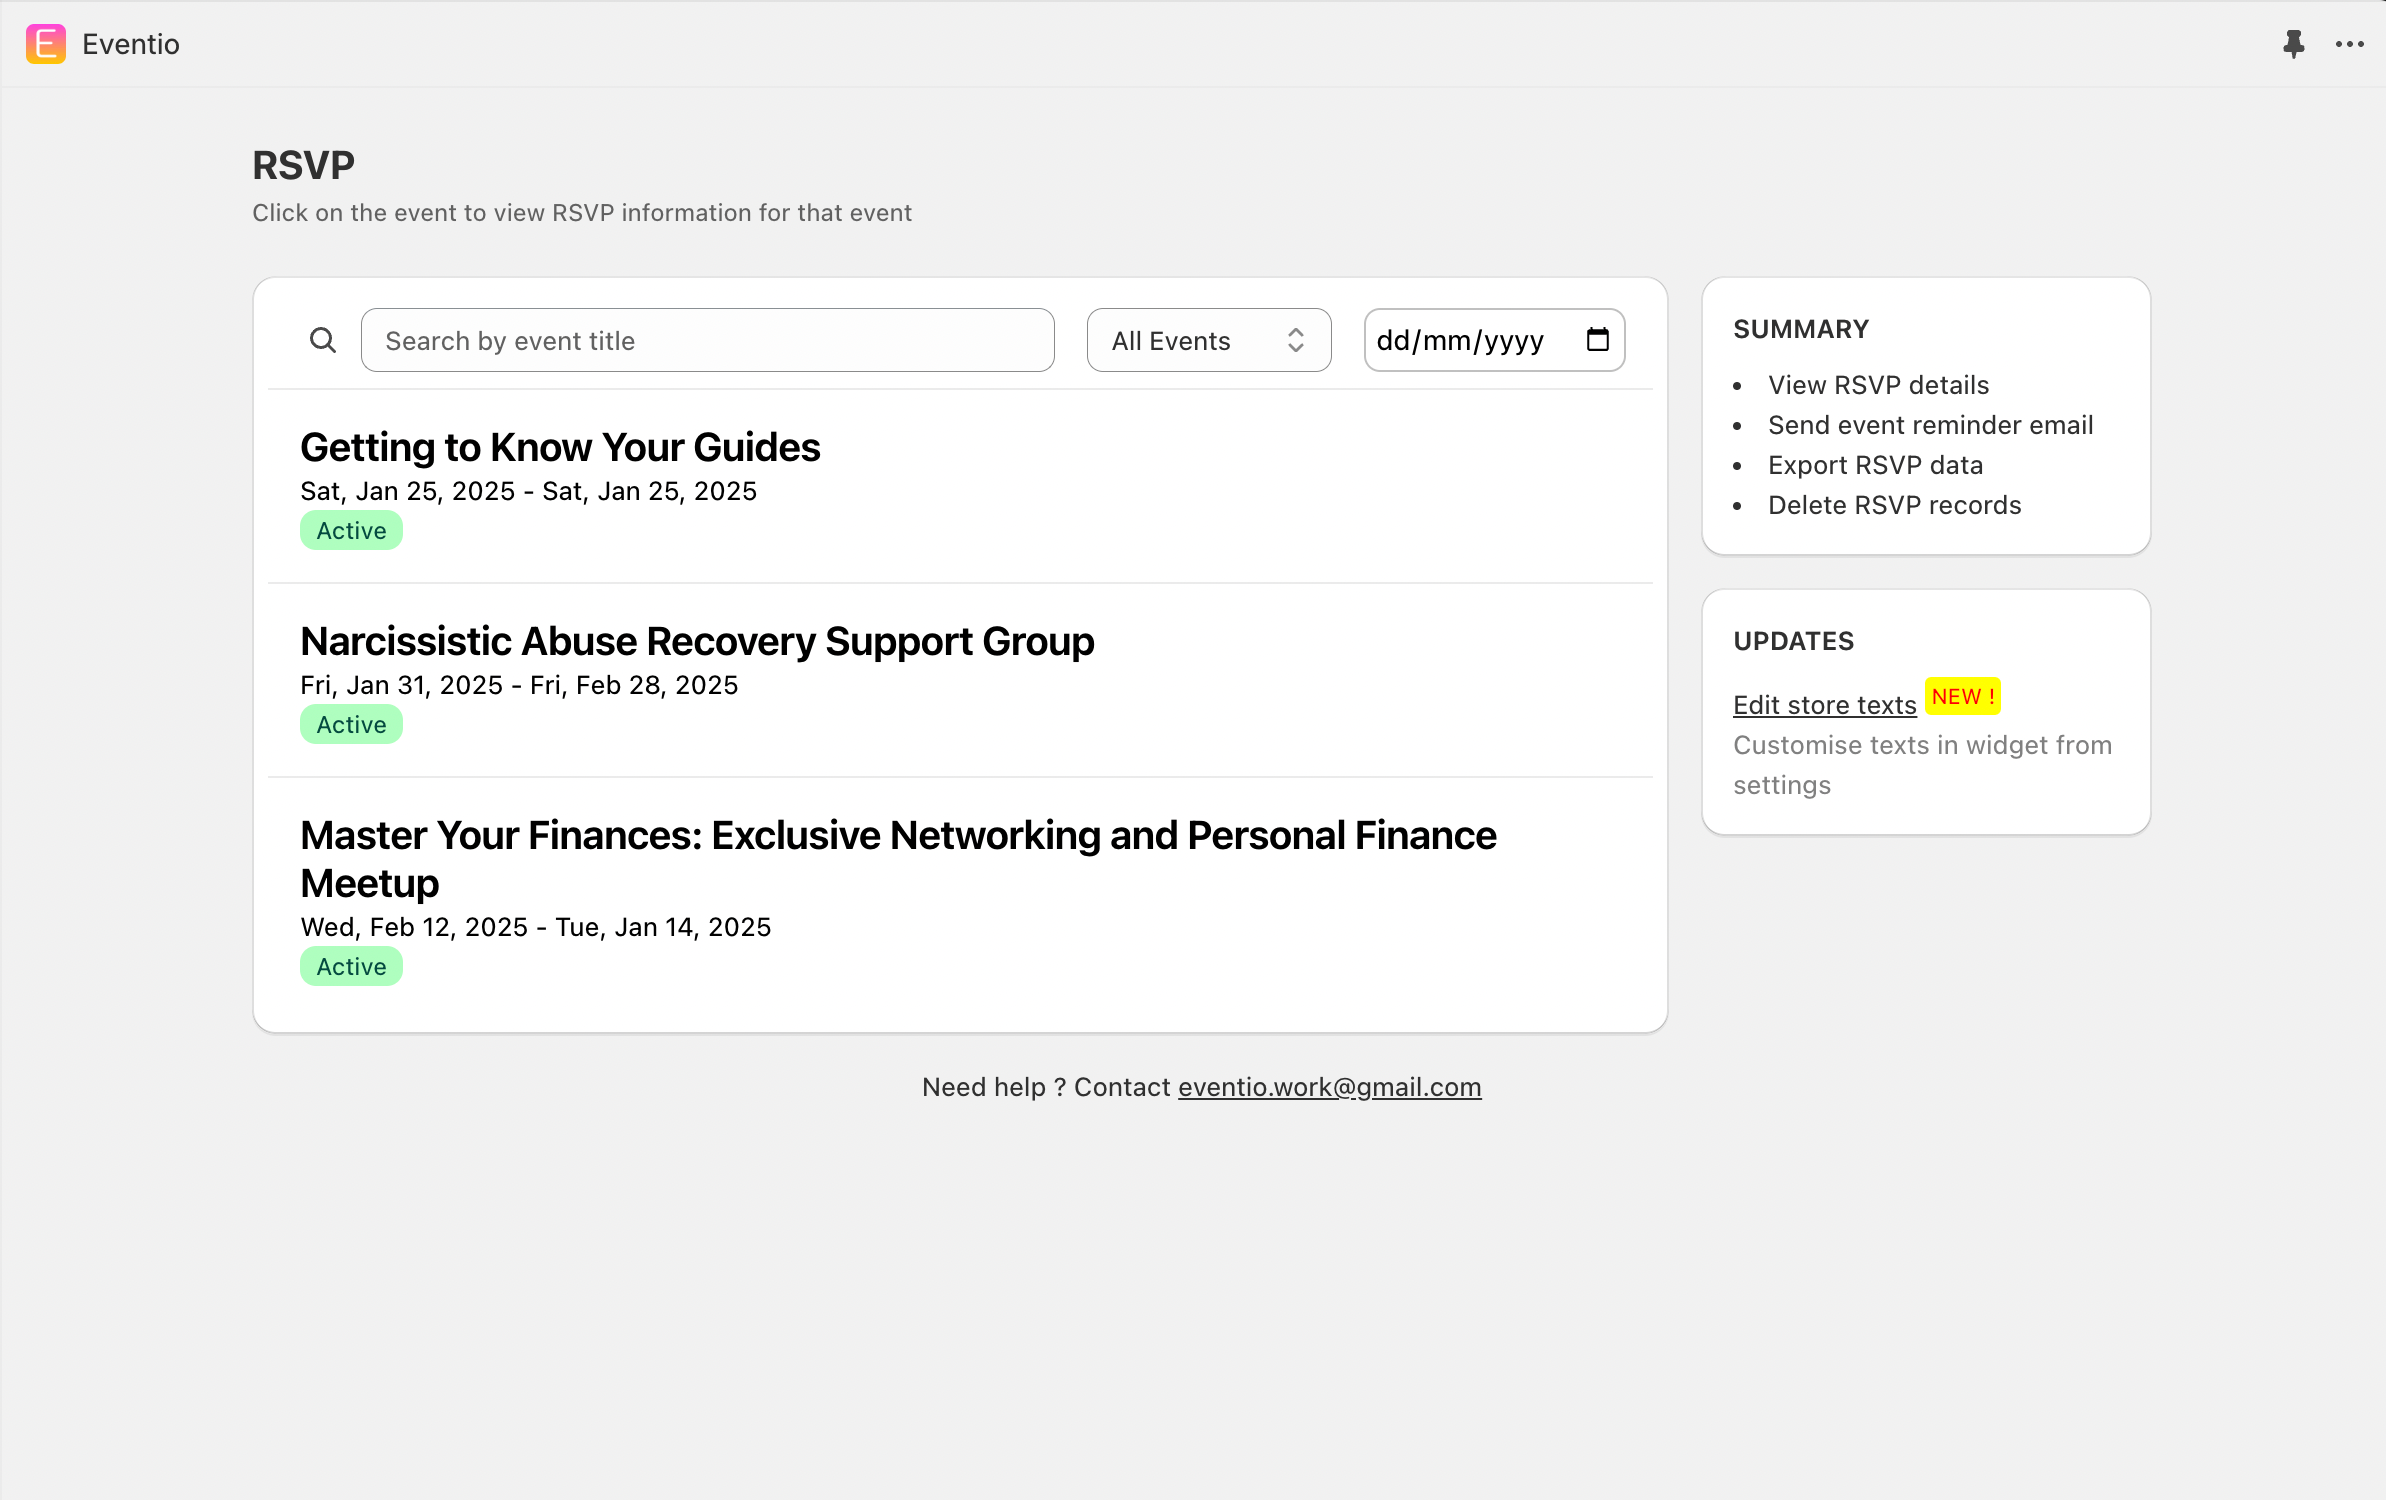 E Eventio
RSVP
Click on the event to view RSVP information for that event
Search by event title
All Events
dd/mm/yyyy
Getting to Know Your Guides
Sat, Jan 25, 2025 - Sat, Jan 25, 2025
Active
Narcissistic Abuse Recovery Support Group
Fri, Jan 31, 2025 - Fri, Feb 28, 2025
Active
Master Your Finances: Exclusive Networking and Personal Finance
Meetup
Wed, Feb 12, 2025 - Tue, Jan 14, 2025
Active
SUMMARY
• View RSVP details
• Send event reminder email
• Export RSVP data
• Delete RSVP records
UPDATES
Edit store texts NEW !
Customise texts in widget from
settings
Need help ? Contact eventio.work@gmail.com